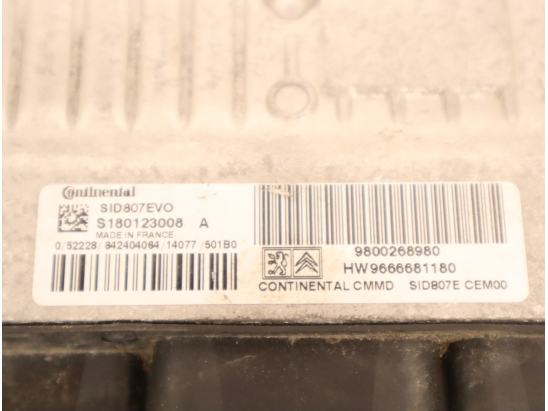 Continental
SID807EVO
S180123008 A
MADE IN FRANCE
0/52228/842404064/14077/501B0
9800268980
HW9666681180
CONTINENTAL CMMD SID807E CEM00